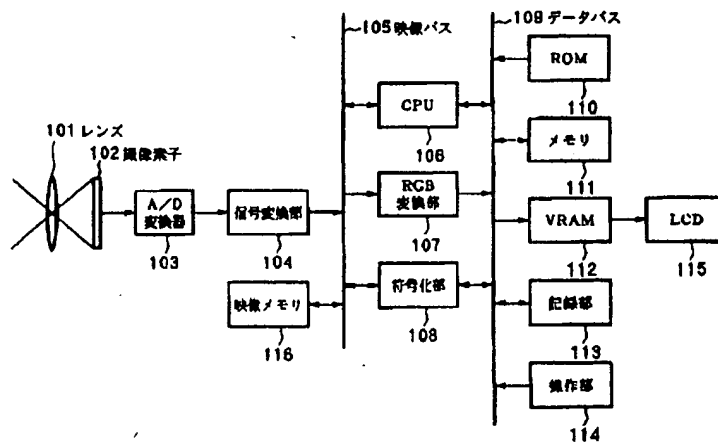 105 映像バス
109 データバス
ROM
110
CPU
106
101 レンズ
102 撮像素子
メモリ
111
A/D
変換器
103
信号変換部
104
RGB
変換部
107
VRAM
112
LCD
115
映像メモリ
116
符号化部
108
記録部
113
操作部
114